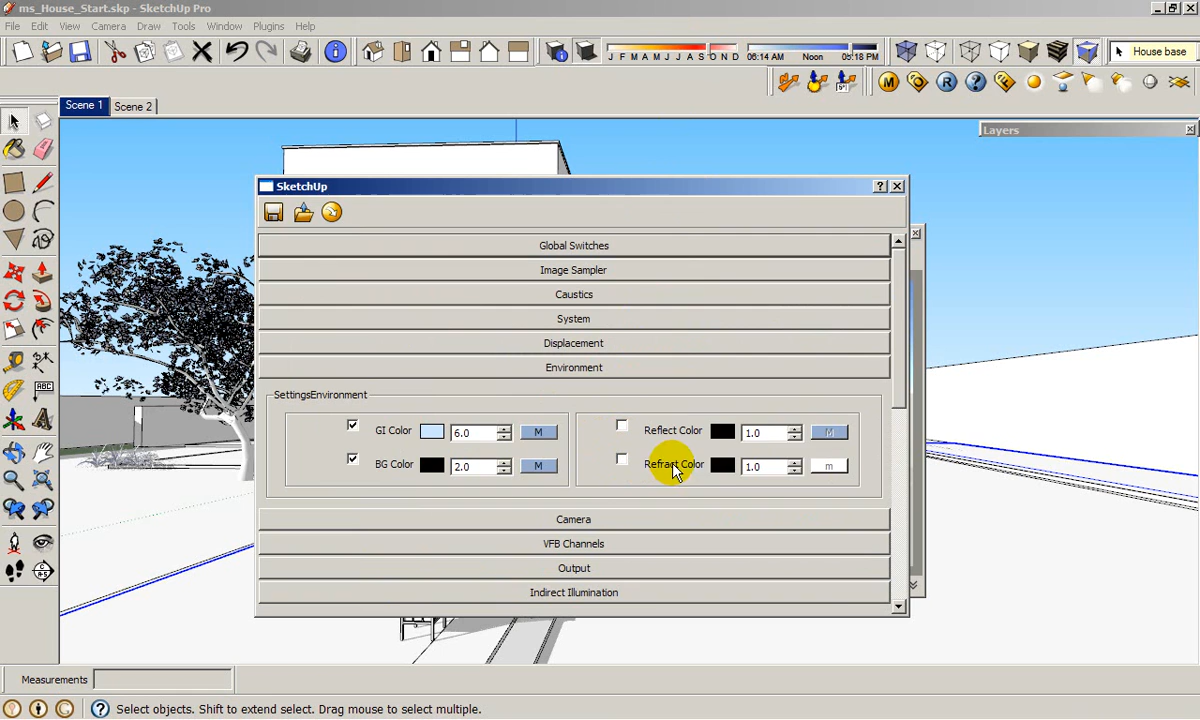 ms_House_Start.skp - SketchUp Pro
File Edit View Camera Draw Tools Window Plugins Help
J F M A M J J A S O N D 06:14 AM Noon 05:18 PM House base
M O R ? F
Scene 1 Scene 2
Layers
SketchUp
Global Switches
Image Sampler
Caustics
System
Displacement
Environment
SettingsEnvironment
GI Color 6.0 M Reflect Color 1.0 M
BG Color 2.0 M Refract Color 1.0 m
Camera
VFB Channels
Output
Indirect Illumination
ABC
Measurements
Select objects. Shift to extend select. Drag mouse to select multiple.